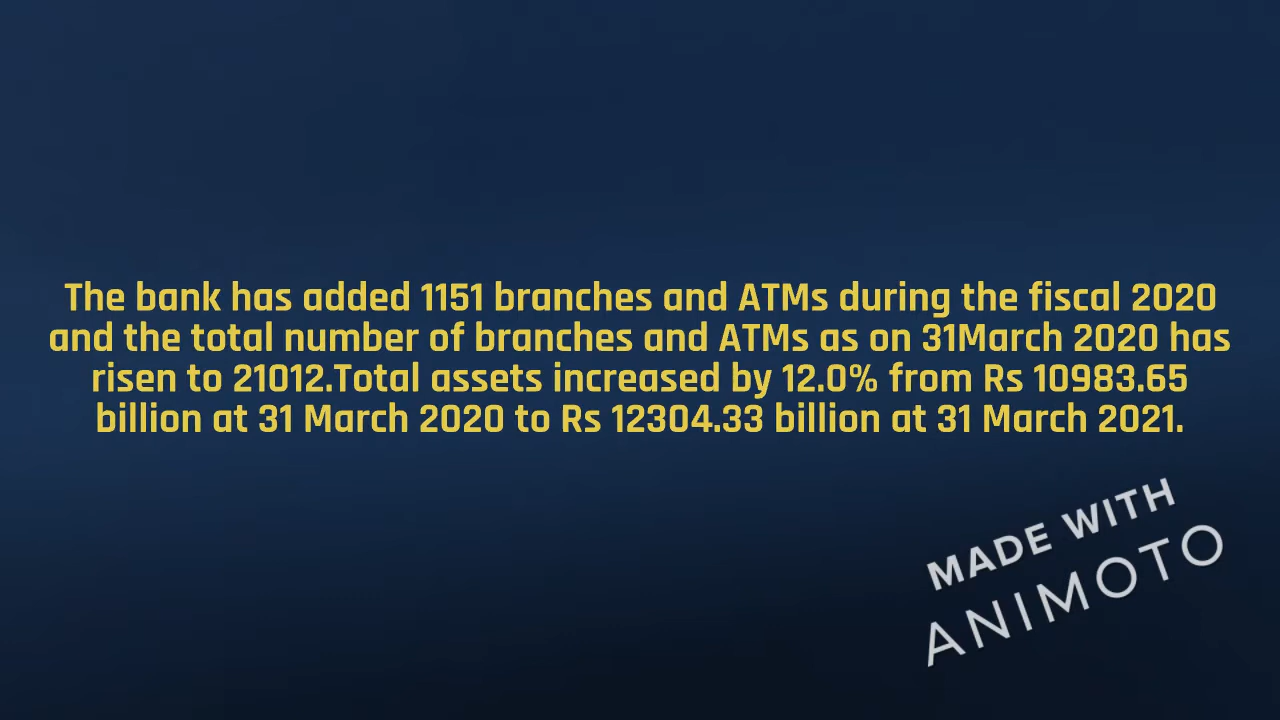 The bank has added 1151 branches and ATMs during the fiscal 2020
and the total number of branches and ATMs as on 31March 2020 has
risen to 21012.Total assets increased by 12.0% from Rs 10983.65
billion at 31 March 2020 to Rs 12304.33 billion at 31 March 2021.
MADE WITH
ANIMOTO